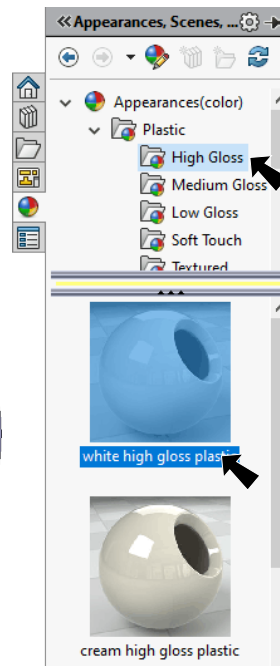 Appearances, Scenes, ...
Appearances(color)
Plastic
High Gloss
Medium Gloss
Low Gloss
Soft Touch
Textured
white high gloss plastic
cream high gloss plastic